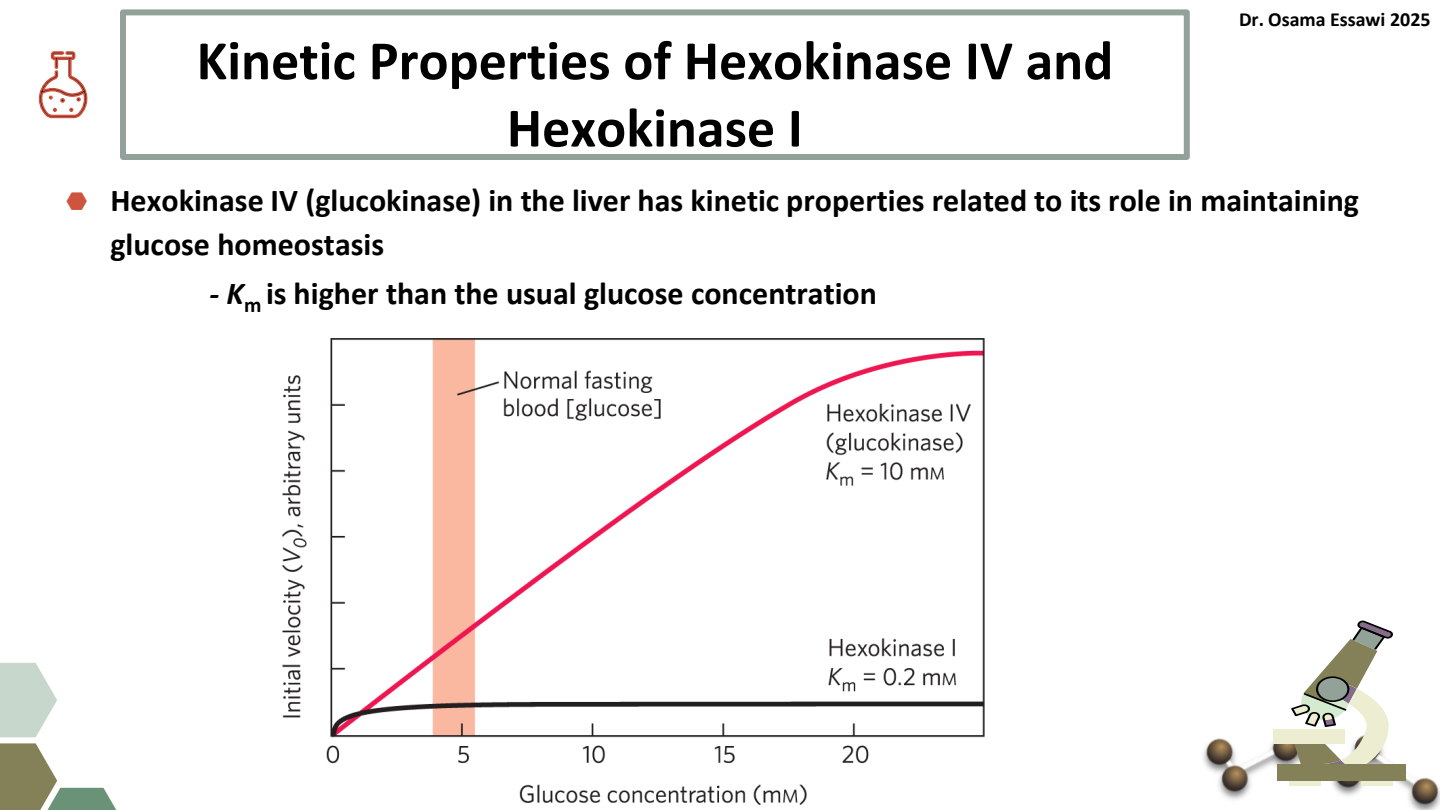 Dr. Osama Essawi 2025
Kinetic Properties of Hexokinase IV and
Hexokinase I
Hexokinase IV (glucokinase) in the liver has kinetic properties related to its role in maintaining
glucose homeostasis
- Km is higher than the usual glucose concentration
Initial velocity (V0), arbitrary units
Normal fasting
blood [glucose]
Hexokinase IV
(glucokinase)
Km = 10 mM
Hexokinase I
Km = 0.2 mM
0 5 10 15 20
Glucose concentration (mM)